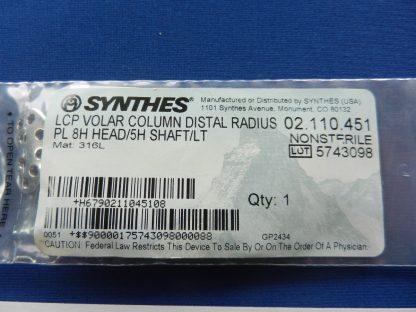 SYNTHES®
Manufactured or Distributed by SYNTHES (USA)
1101 Synthes Avenue, Monument, CO 80132
LCP VOLAR COLUMN DISTAL RADIUS 02.110.451
PL 8H HEAD/5H SHAFT/LT
NONSTERILE
Mat: 316L
LOT 5743098
+H6790211045108
Qty: 1
0051 +$$90000175743098000088
GP2434
CAUTION: Federal Law Restricts This Device To Sale By Or On The Order Of A Physician.
TO OPEN TEAR HERE